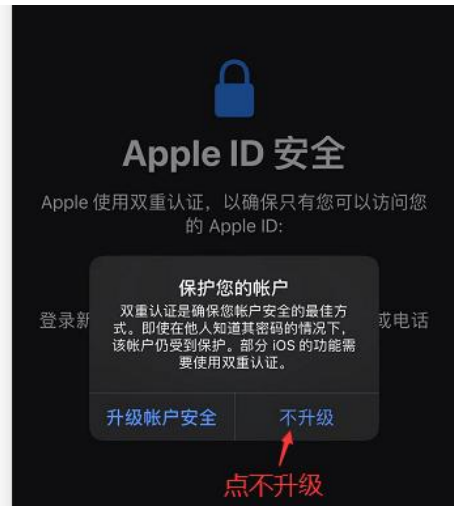 Apple ID 安全
Apple 使用双重认证，以确保只有您可以访问您
的 Apple ID:
保护您的帐户
双重认证是确保您帐户安全的最佳方
式。即使在他人知道其密码的情况下，
该帐户仍受到保护。部分 iOS 的功能需
要使用双重认证。
登录新
或电话
升级帐户安全
不升级
点不升级